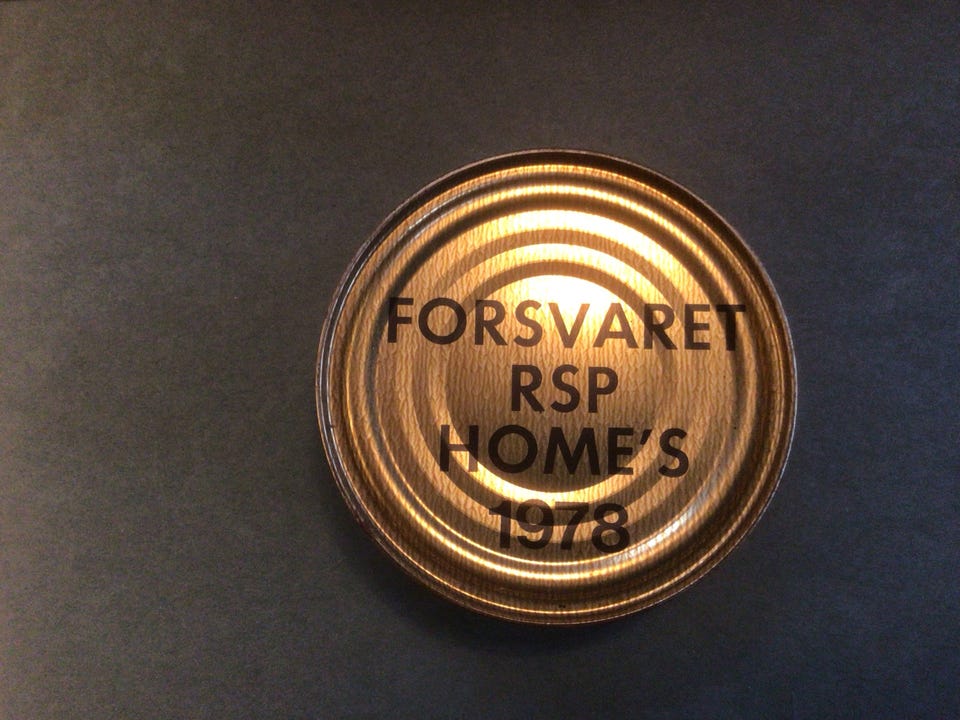 FORSVARET
RSP
HOME'S
1978